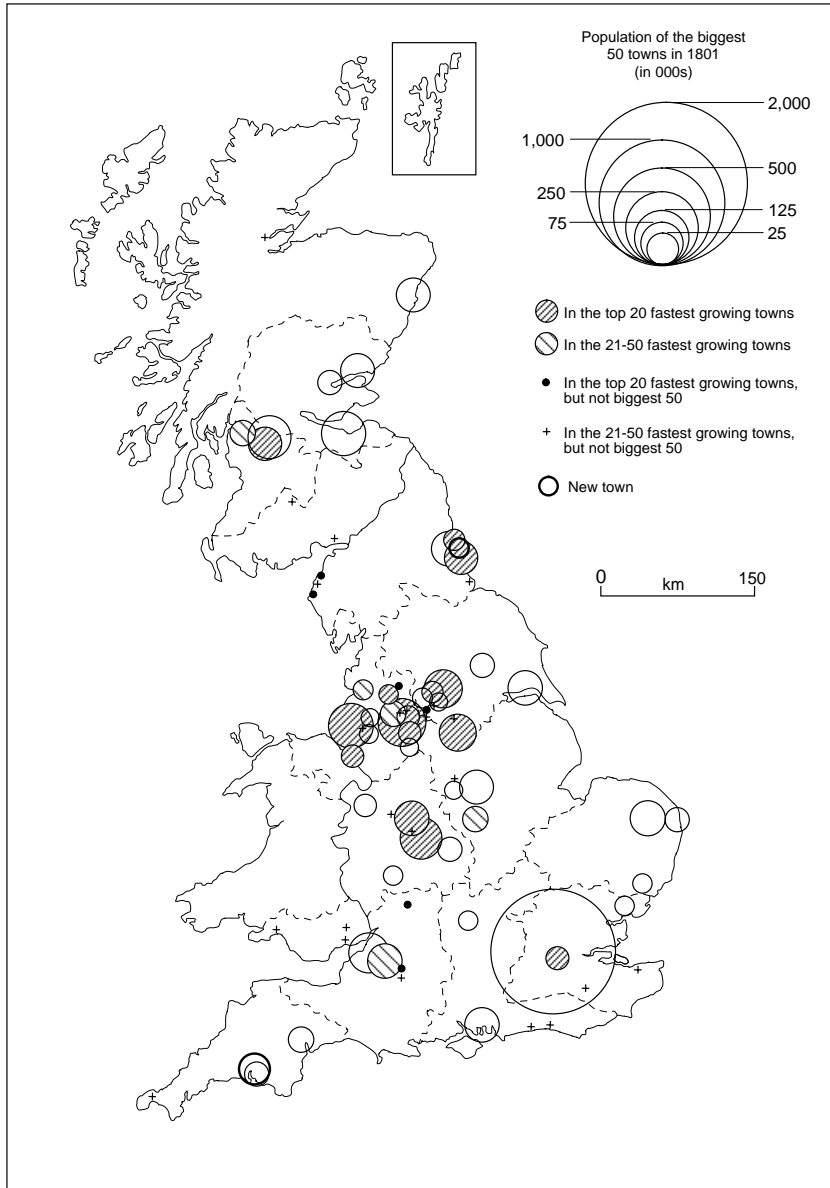 Population of the biggest
50 towns in 1801
(in 000s)
2,000
1,000
500
250
125
75
25
In the top 20 fastest growing towns
In the 21-50 fastest growing towns
In the top 20 fastest growing towns,
but not biggest 50
In the 21-50 fastest growing towns,
but not biggest 50
New town
0 km 150